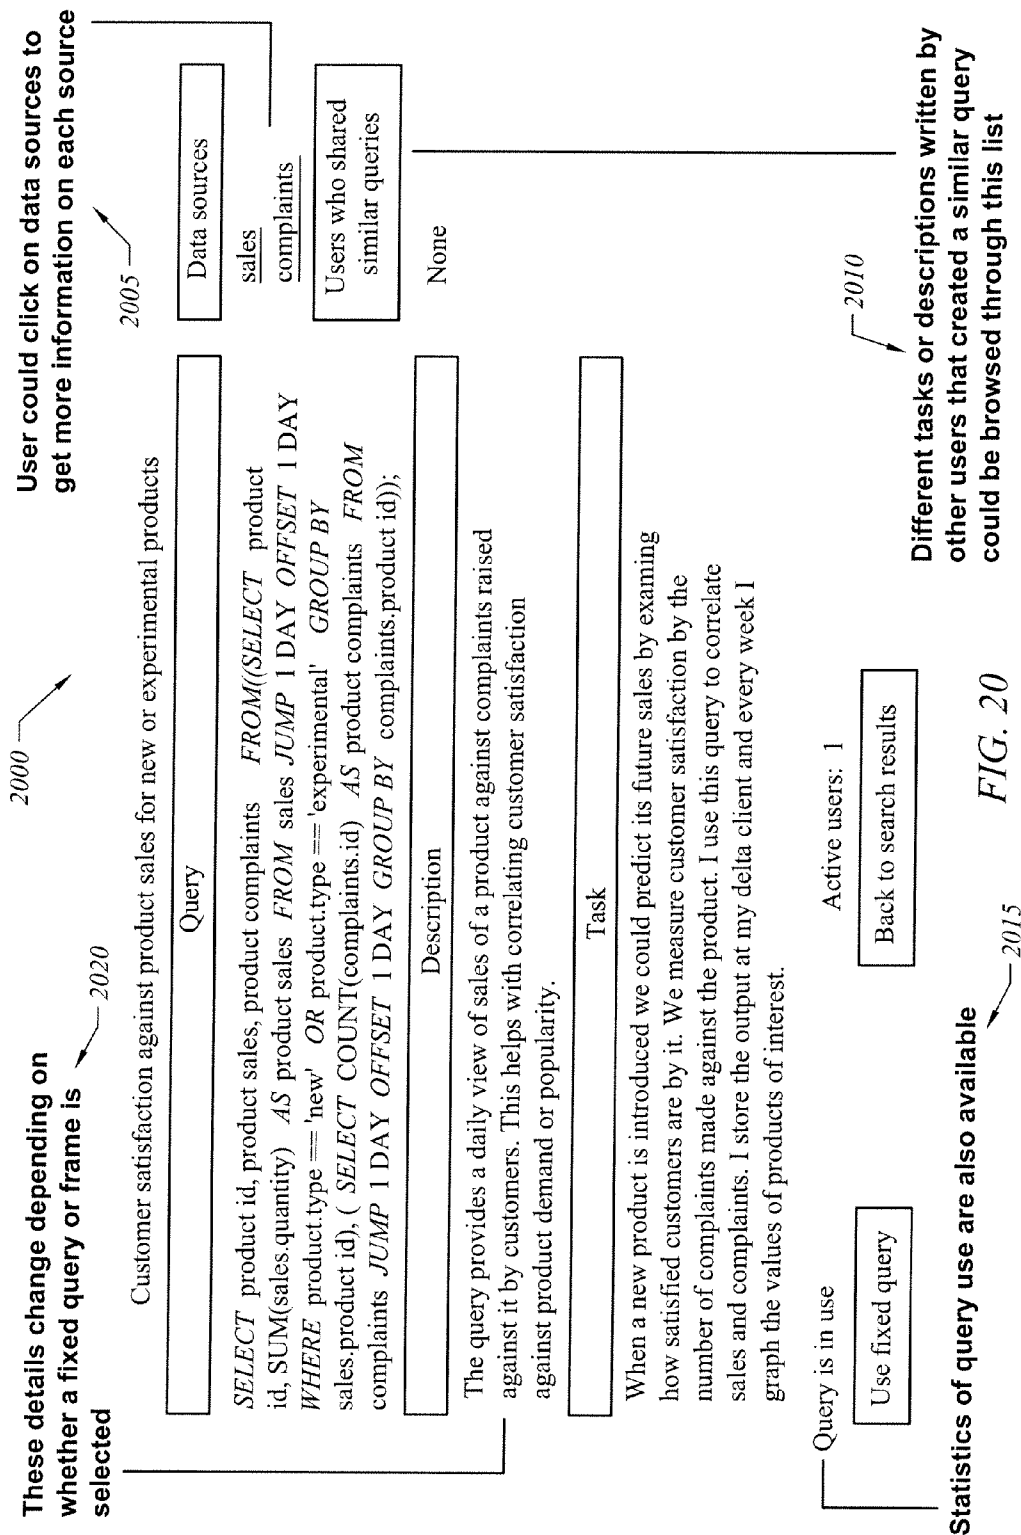 These details change depending on
whether a fixed query or frame is
selected
2020
2000
User could click on data sources to
get more information on each source
2005
Customer satisfaction against product sales for new or experimental products
Query
SELECT product id, product sales, product complaints FROM((SELECT product
id, SUM(sales.quantity) AS product sales FROM sales JUMP 1 DAY OFFSET 1 DAY
WHERE product.type == 'new' OR product.type == 'experimental' GROUP BY
sales.product id), ( SELECT COUNT(complaints.id) AS product complaints FROM
complaints JUMP 1 DAY OFFSET 1 DAY GROUP BY complaints.product id));
Data sources
sales
complaints
Users who shared
similar queries
None
Description
The query provides a daily view of sales of a product against complaints raised
against it by customers. This helps with correlating customer satisfaction
against product demand or popularity.
Task
When a new product is introduced we could predict its future sales by examing
how satisfied customers are by it. We measure customer satisfaction by the
number of complaints made against the product. I use this query to correlate
sales and complaints. I store the output at my delta client and every week I
graph the values of products of interest.
Query is in use
Active users: 1
Use fixed query
Back to search results
2010
Different tasks or descriptions written by
other users that created a similar query
could be browsed through this list
Statistics of query use are also available
2015
FIG. 20